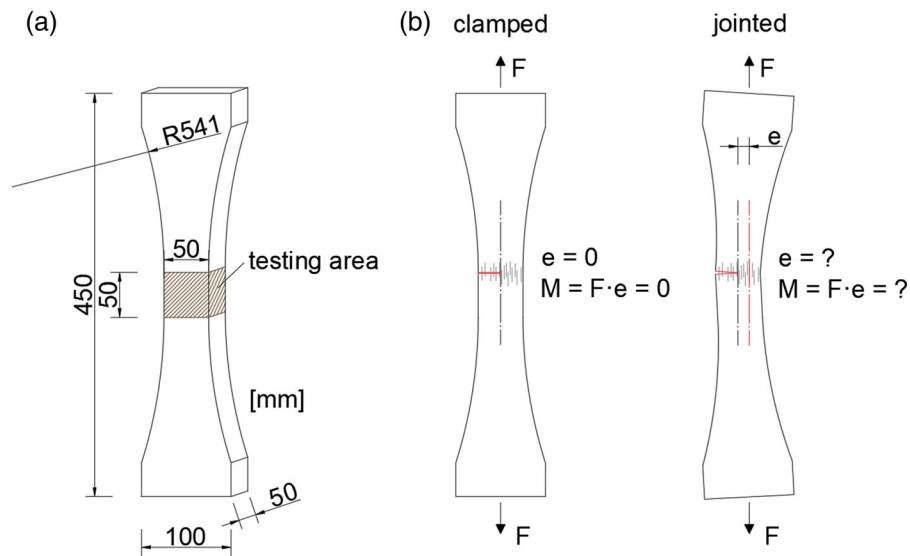 (a)
R541
450
50
50
testing area
[mm]
50
100
(b)
clamped
F
e = 0
M = F·e = 0
F
jointed
F
e
e = ?
M = F·e = ?
F